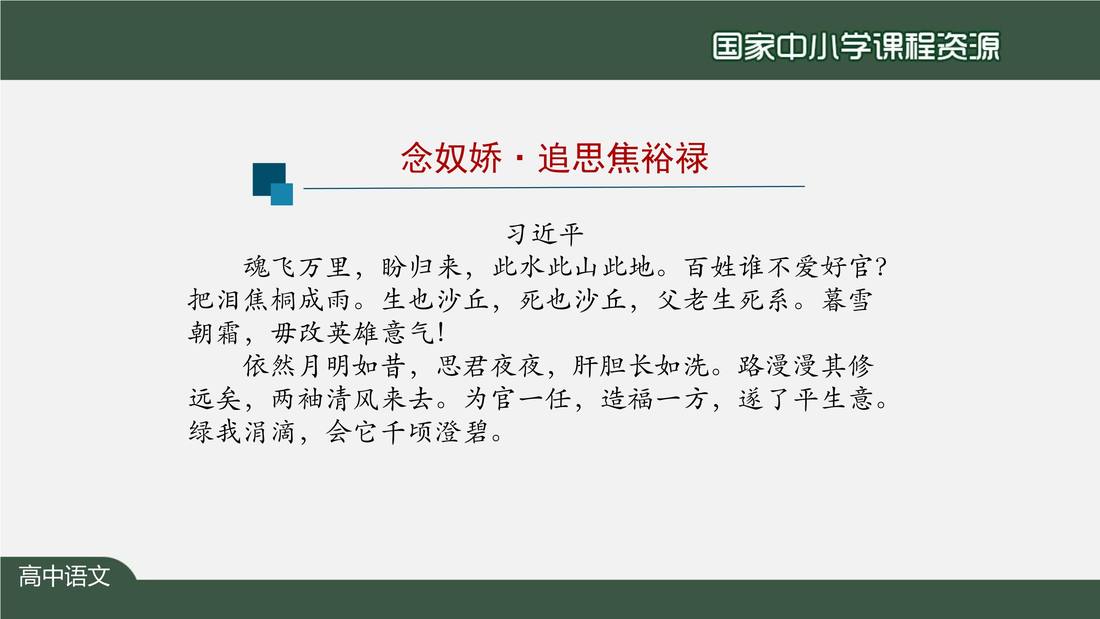 国家中小学课程资源
念奴娇·追思焦裕禄
习近平
魂飞万里，盼归来，此水此山此地。百姓谁不爱好官？
把泪焦桐成雨。生也沙丘，死也沙丘，父老生死系。暮雪
朝霜，毋改英雄意气！
依然月明如昔，思君夜夜，肝胆长如洗。路漫漫其修
远矣，两袖清风来去。为官一任，造福一方，遂了平生意。
绿我涓滴，会它千顷澄碧。
高中语文